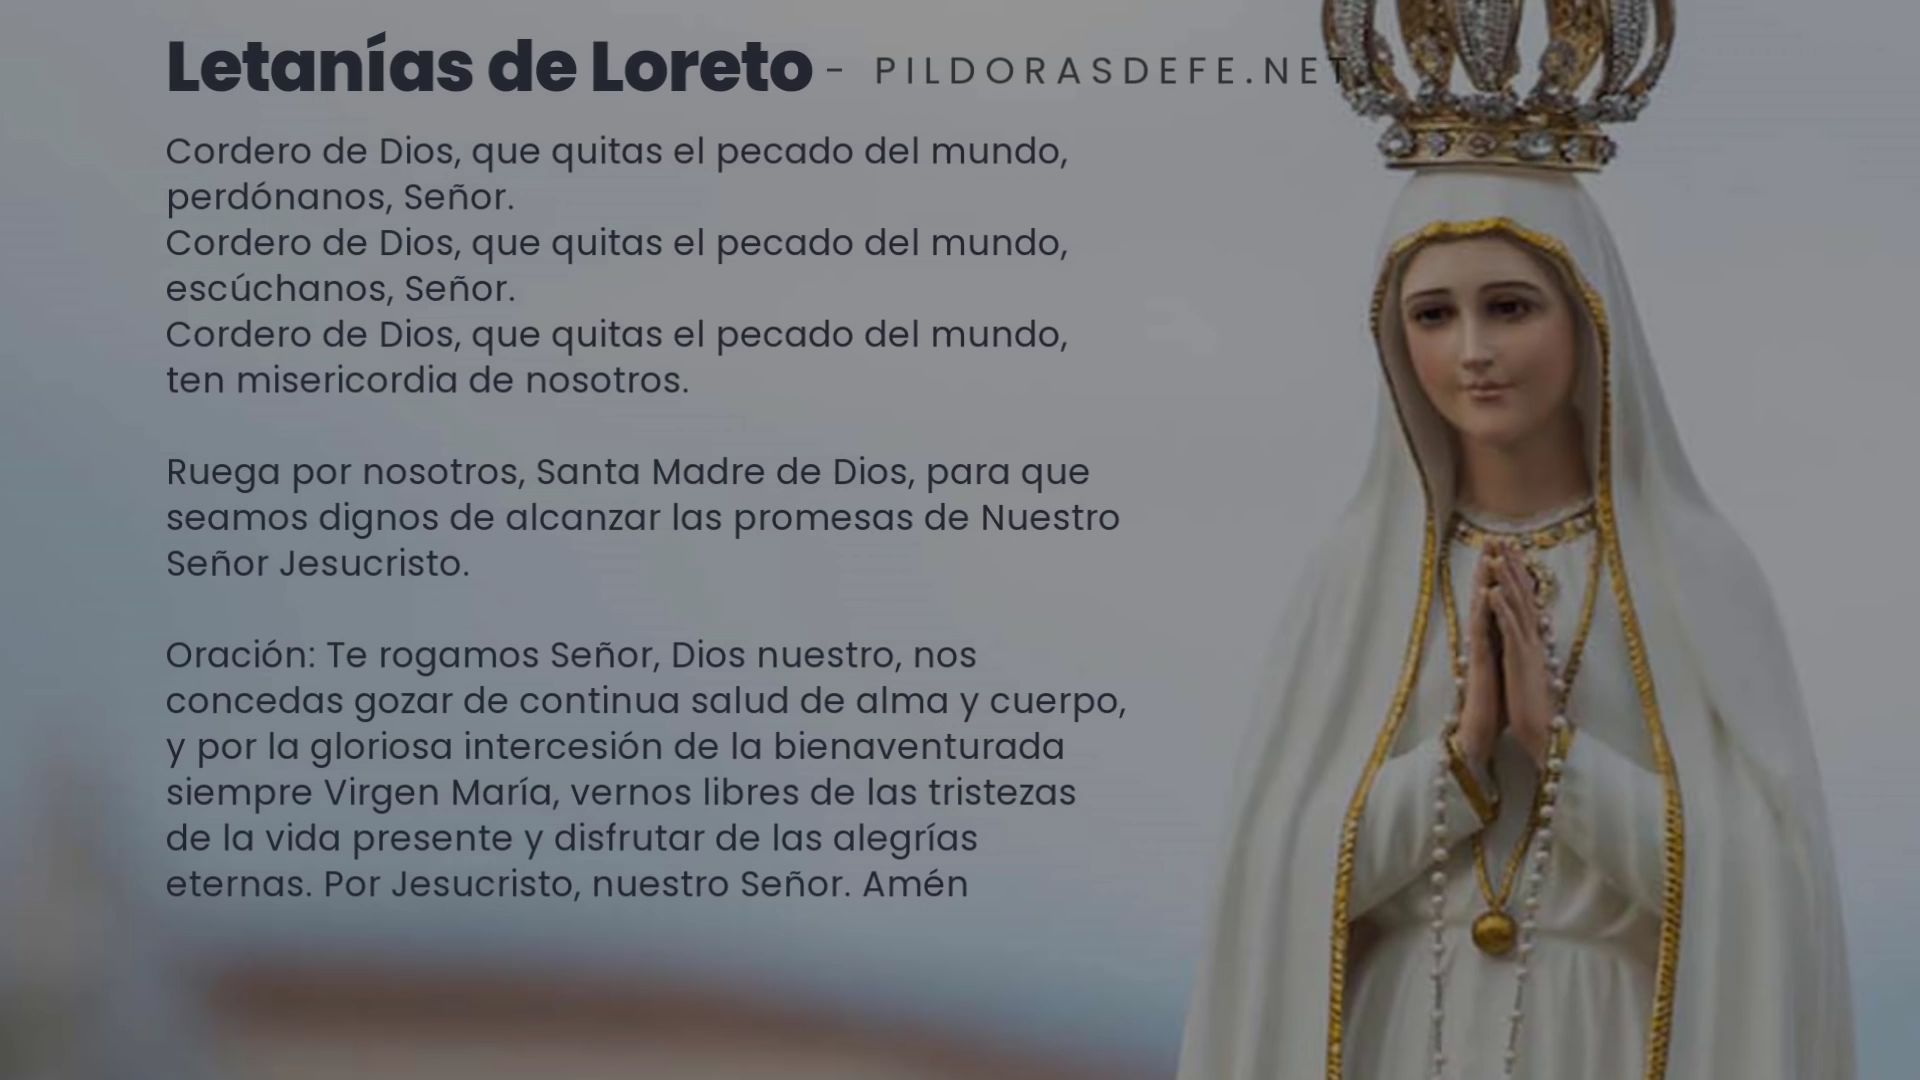 Letanías de Loreto - PILDORASDEFE.NET
Cordero de Dios, que quitas el pecado del mundo,
perdónanos, Señor.
Cordero de Dios, que quitas el pecado del mundo,
escúchanos, Señor.
Cordero de Dios, que quitas el pecado del mundo,
ten misericordia de nosotros.
Ruega por nosotros, Santa Madre de Dios, para que
seamos dignos de alcanzar las promesas de Nuestro
Señor Jesucristo.
Oración: Te rogamos Señor, Dios nuestro, nos
concedas gozar de continua salud de alma y cuerpo,
y por la gloriosa intercesión de la bienaventurada
siempre Virgen María, vernos libres de las tristezas
de la vida presente y disfrutar de las alegrías
eternas. Por Jesucristo, nuestro Señor. Amén